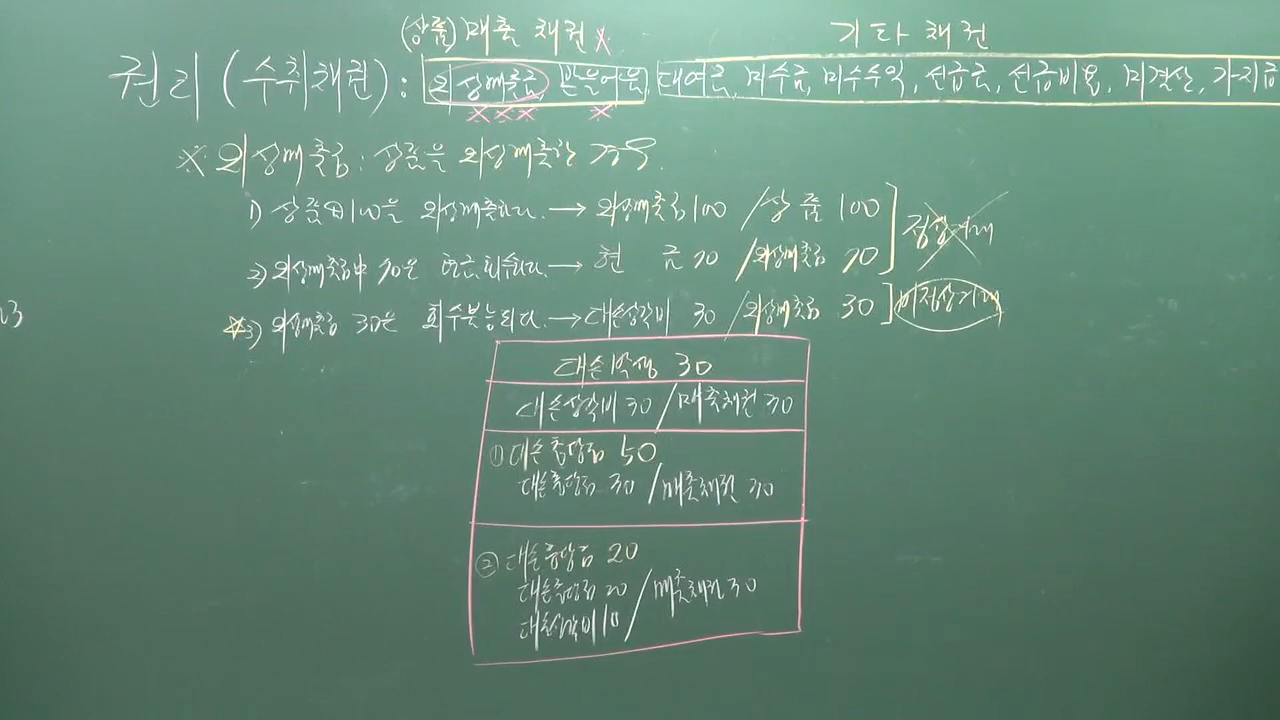 (상품) 매출 채권 × 기타 채권
권리 (수취채권) : 외상매출금, 받을어음, 대여금, 미수금, 미수수익, 선급금, 선급비용, 미결산, 가지급
××× ×
※ 외상매출금 : 상품을 외상매출한 경우.
1) 상품 ₩100을 외상매출하다. → 외상매출금 100 / 상 품 100
2) 외상매출금中 70은 현금회수하다. → 현 금 70 / 외상매출금 70
☆3) 외상매출금 30은 회수불능되다. → 대손상각비 30 / 외상매출금 30
대손발생 30
대손상각비 30 / 매출채권 30
① 대손충당금 50
대손충당금 30 / 매출채권 30
② 대손충당금 20
대손충당금 20 / 매출채권 30
대손상각비 10